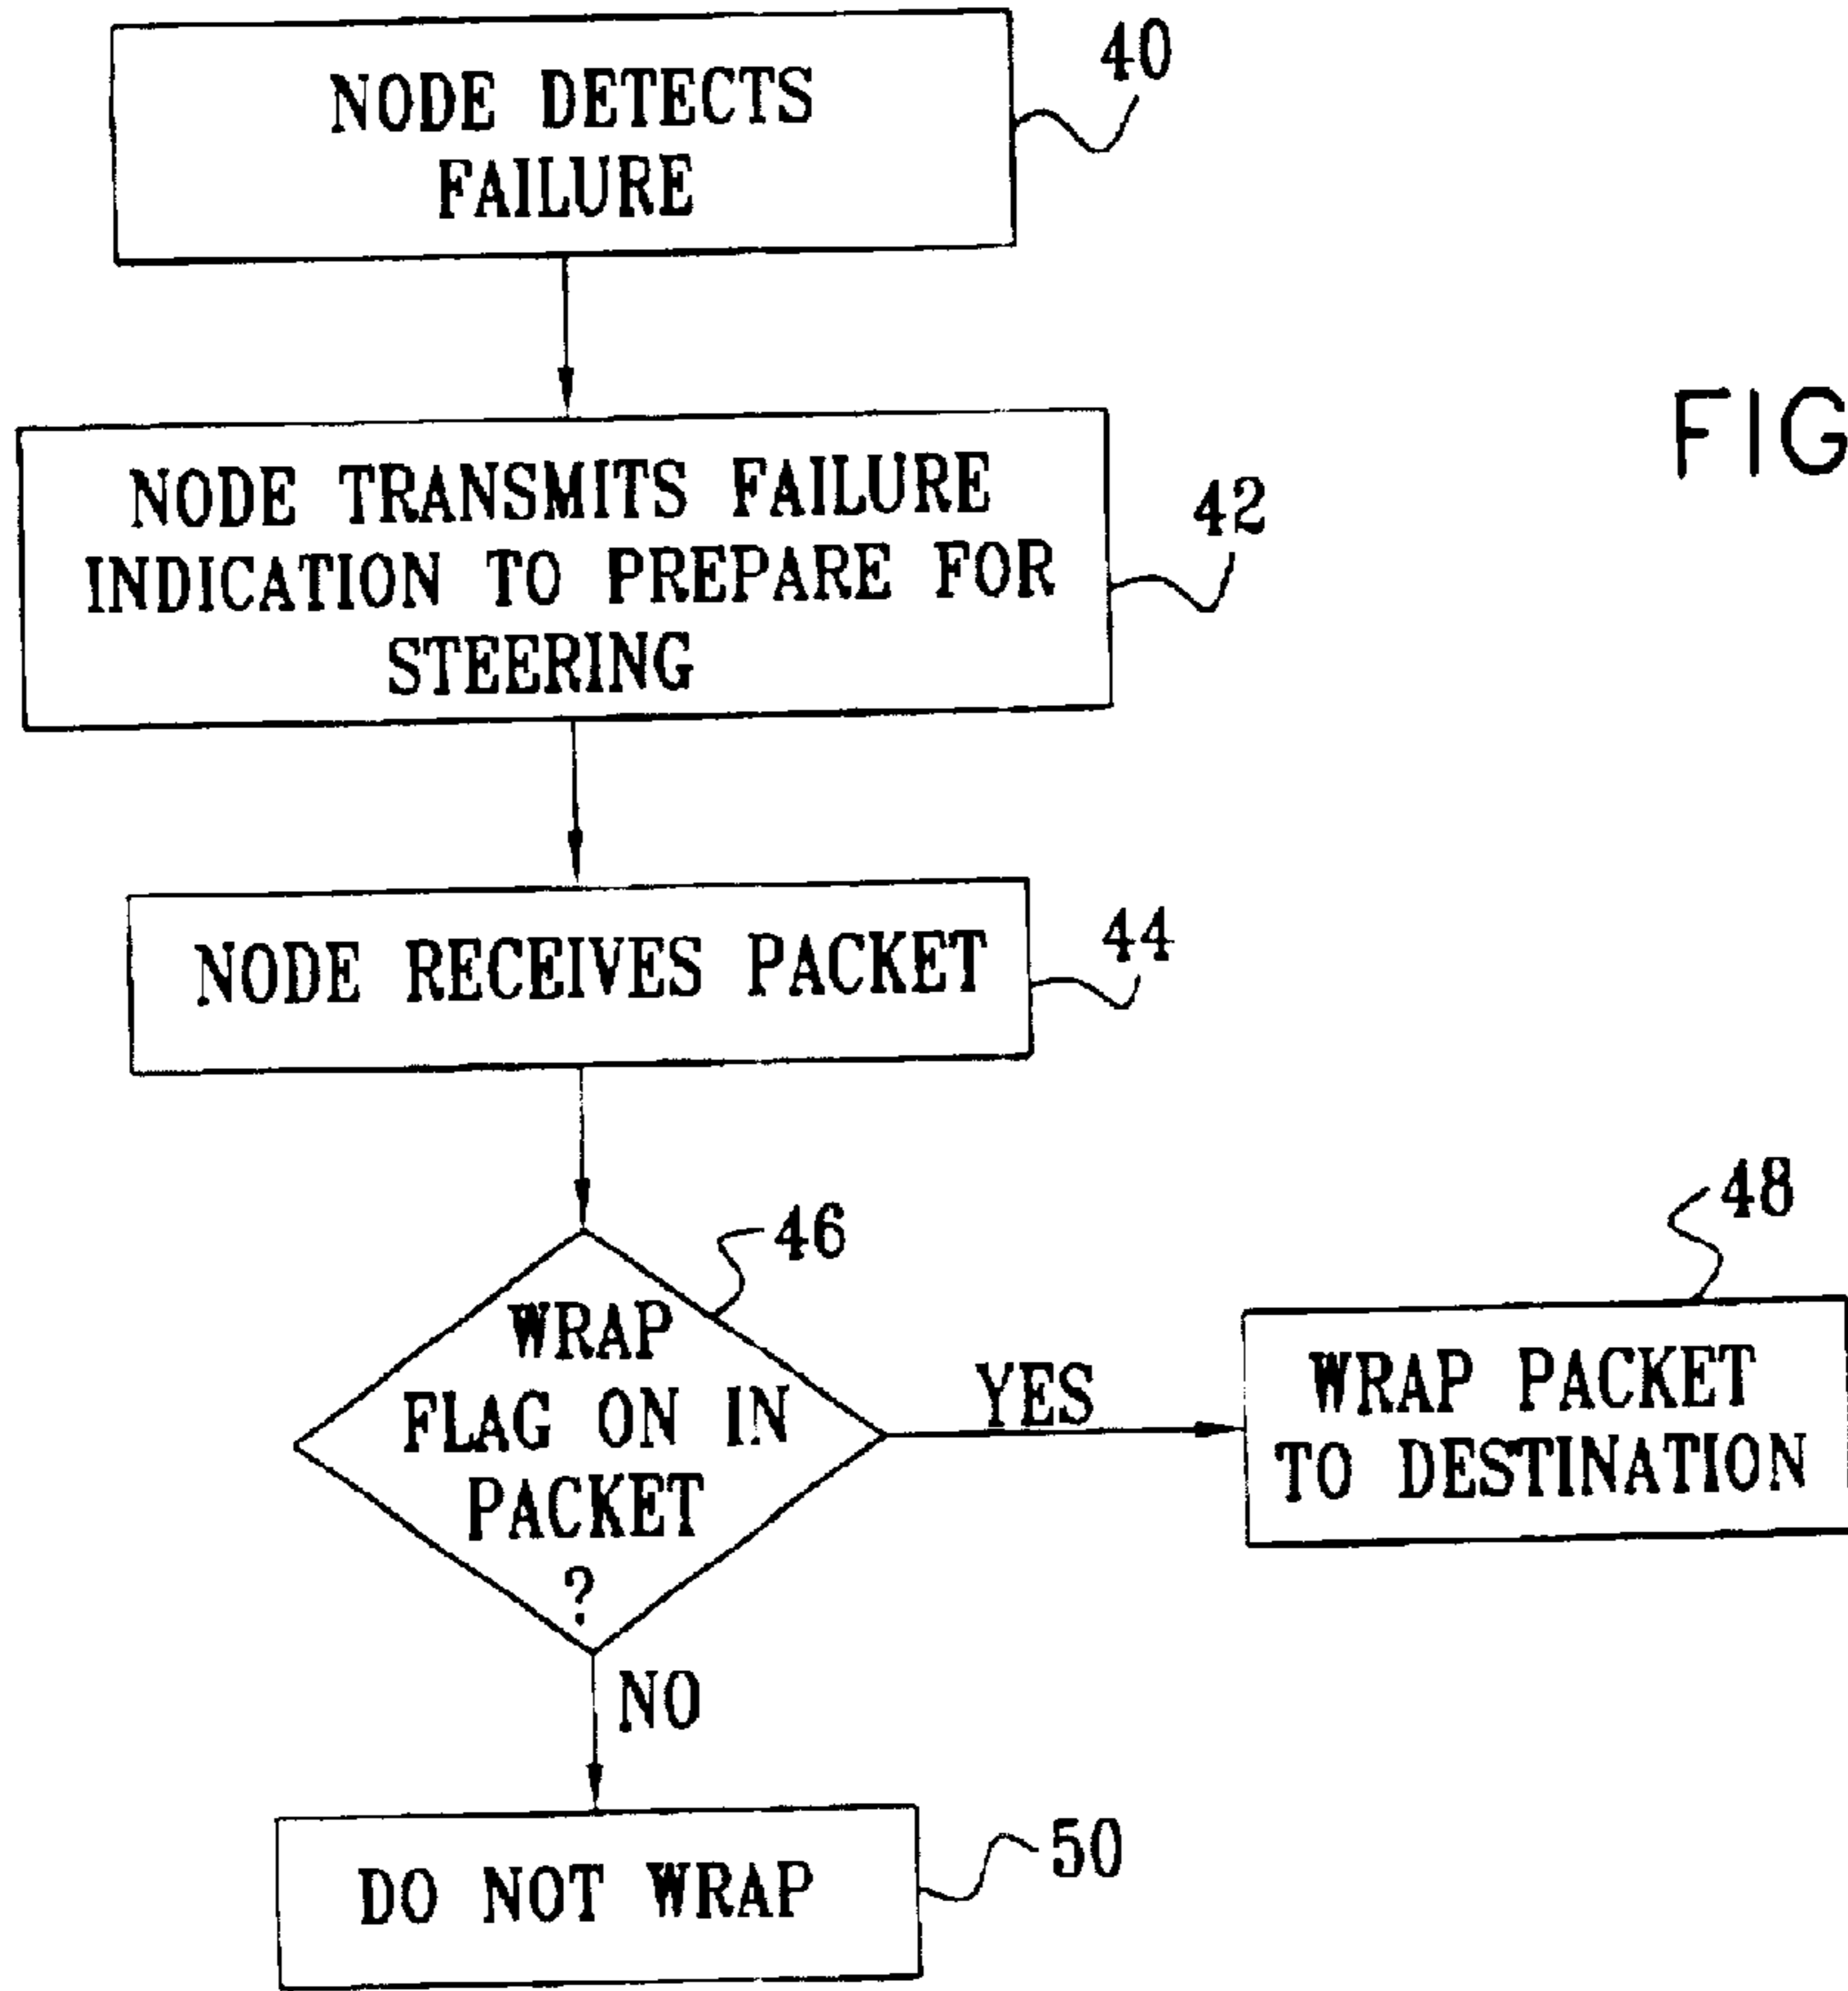 NODE DETECTS
FAILURE
40
NODE TRANSMITS FAILURE
INDICATION TO PREPARE FOR
STEERING
42
FIG
NODE RECEIVES PACKET
44
46
WRAP
FLAG ON IN
PACKET
?
YES
48
WRAP PACKET
TO DESTINATION
NO
DO NOT WRAP
50